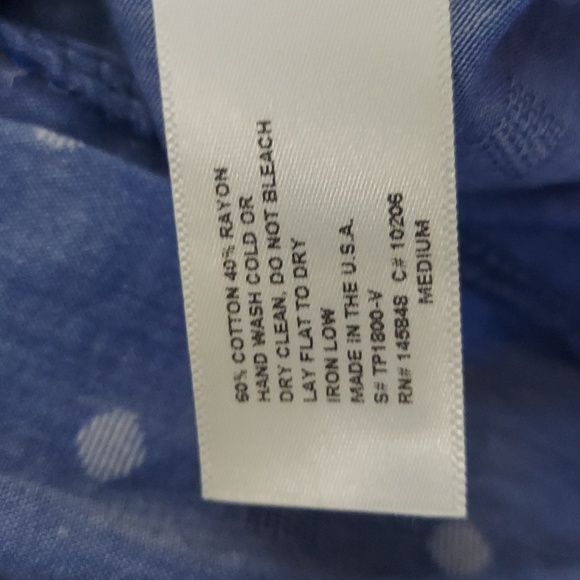 60% COTTON 40% RAYON
HAND WASH COLD OR
DRY CLEAN, DO NOT BLEACH
LAY FLAT TO DRY
IRON LOW
MADE IN THE U.S.A.
S# TP1800-V
RN# 145848 C# 10206
MEDIUM